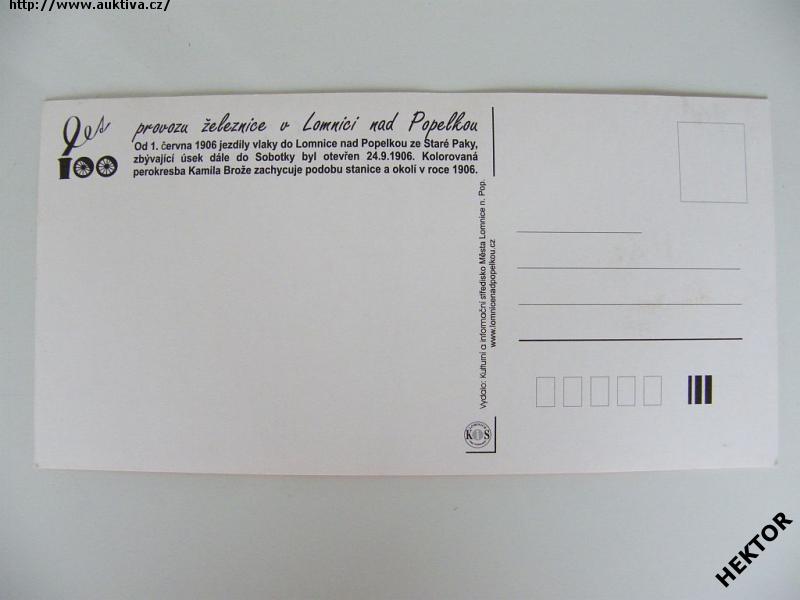 http://www.auktiva.cz/
let
100
provozu železnice v Lomnici nad Popelkou
Od 1. června 1906 jezdily vlaky do Lomnice nad Popelkou ze Staré Paky,
zbývající úsek dále do Sobotky byl otevřen 24.9.1906. Kolorovaná
perokresba Kamila Brože zachycuje podobu stanice a okolí v roce 1906.
Vydalo: Kulturní a informační středisko Města Lomnice n. Pop.
www.lomnicenadpopelkou.cz
KIS
HEKTOR